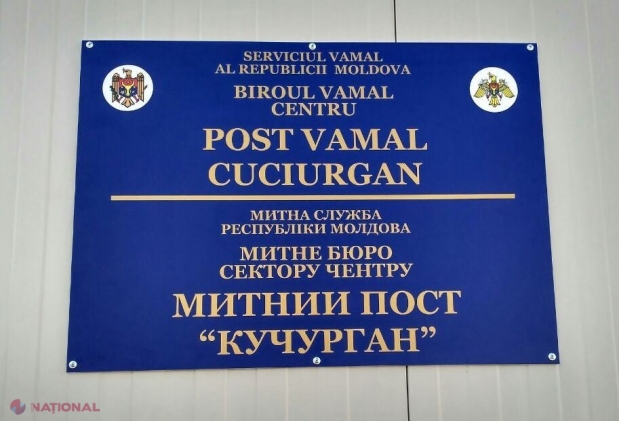 SERVICIUL VAMAL
AL REPUBLICII MOLDOVA
BIROUL VAMAL
CENTRU
POST VAMAL
CUCIURGAN
МИТНА СЛУЖБА
РЕСПУБЛІКИ МОЛДОВА
МИТНЕ БЮРО
СЕКТОРУ ЧЕНТРУ
МИТНИИ ПОСТ
“КУЧУРГАН”
NAȚIONAL